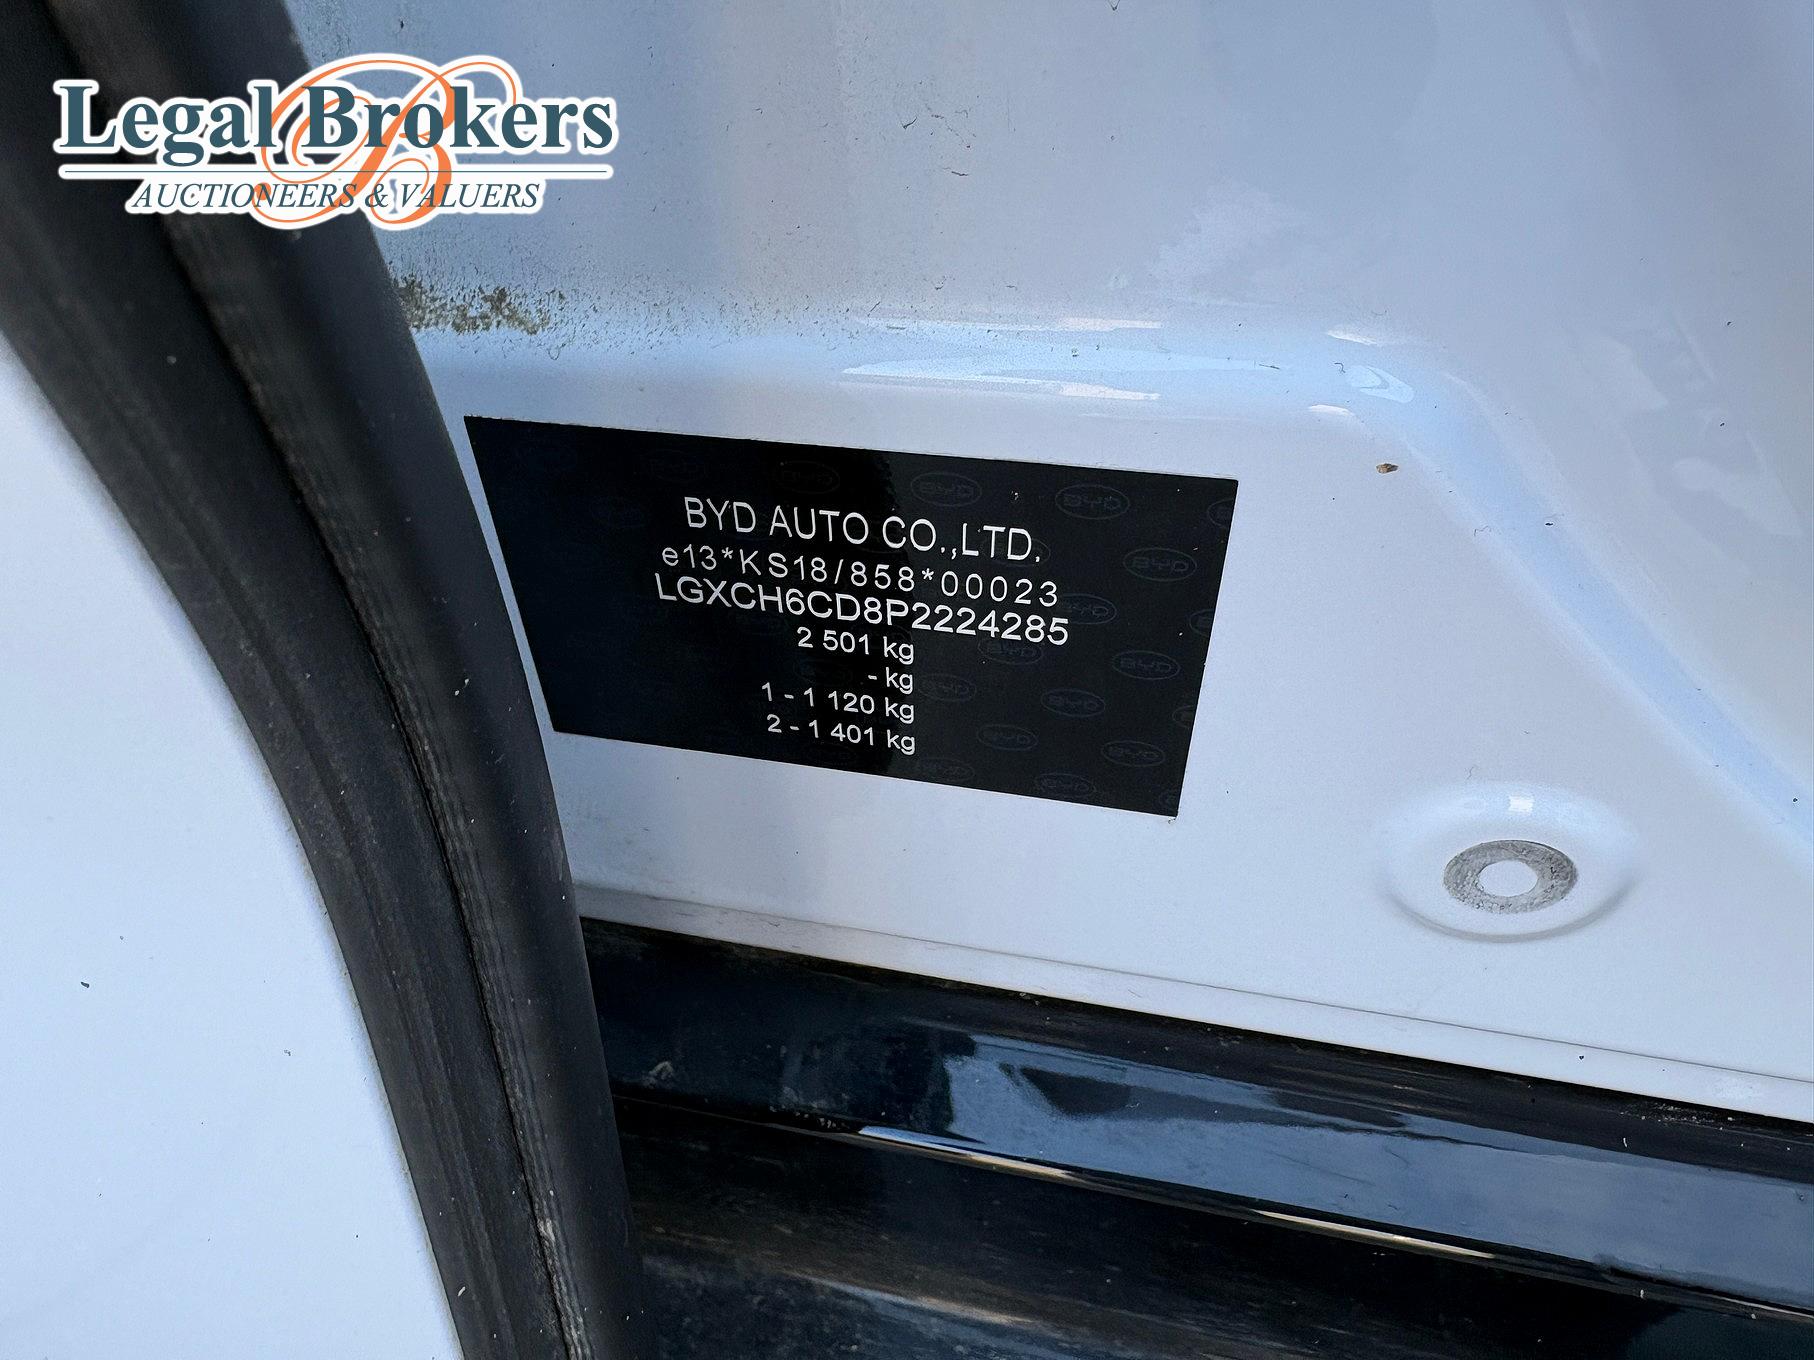 Legal Brokers
AUCTIONEERS & VALUERS
BYD AUTO CO.,LTD.
e13*KS18/858*00023
LGXCH6CD8P2224285
2 501 kg
- kg
1 - 1 120 kg
2 - 1 401 kg